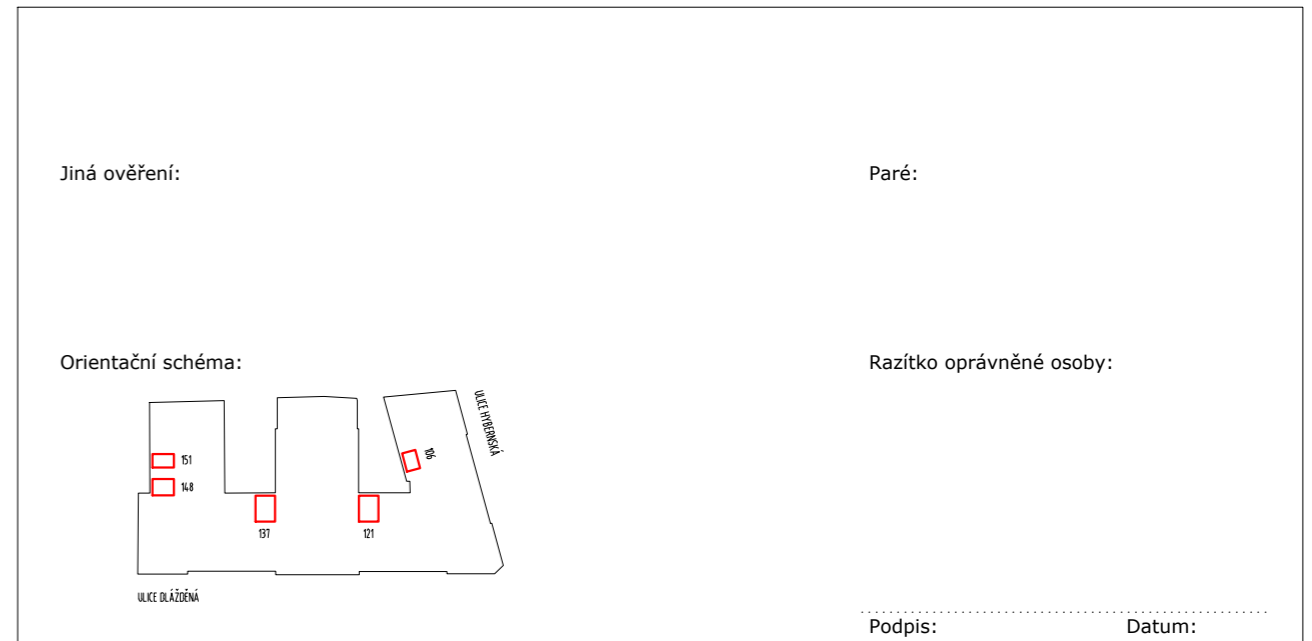 Jiná ověření:
Paré:
Orientační schéma:
Razítko oprávněné osoby:
ULICE HYBERNSKÁ
106
151
148
137
121
ULICE DLÁŽDĚNÁ
Podpis:
Datum: